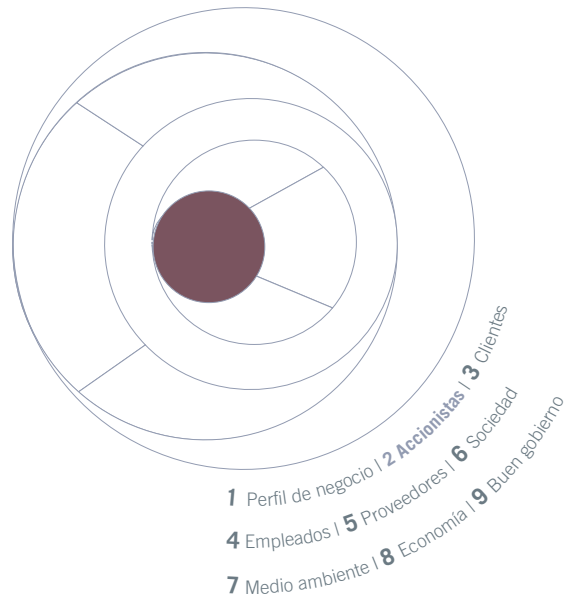 1 Perfil de negocio | 2 Accionistas | 3 Clientes
4 Empleados | 5 Proveedores | 6 Sociedad
7 Medio ambiente | 8 Economía | 9 Buen gobierno